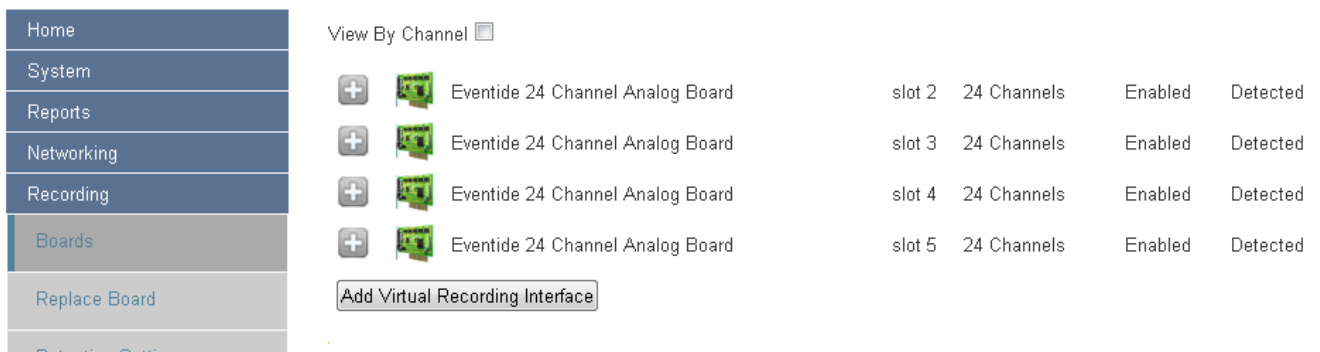 Home
System
Reports
Networking
Recording
Boards
Replace Board
View By Channel
Eventide 24 Channel Analog Board slot 2 24 Channels Enabled Detected
Eventide 24 Channel Analog Board slot 3 24 Channels Enabled Detected
Eventide 24 Channel Analog Board slot 4 24 Channels Enabled Detected
Eventide 24 Channel Analog Board slot 5 24 Channels Enabled Detected
Add Virtual Recording Interface